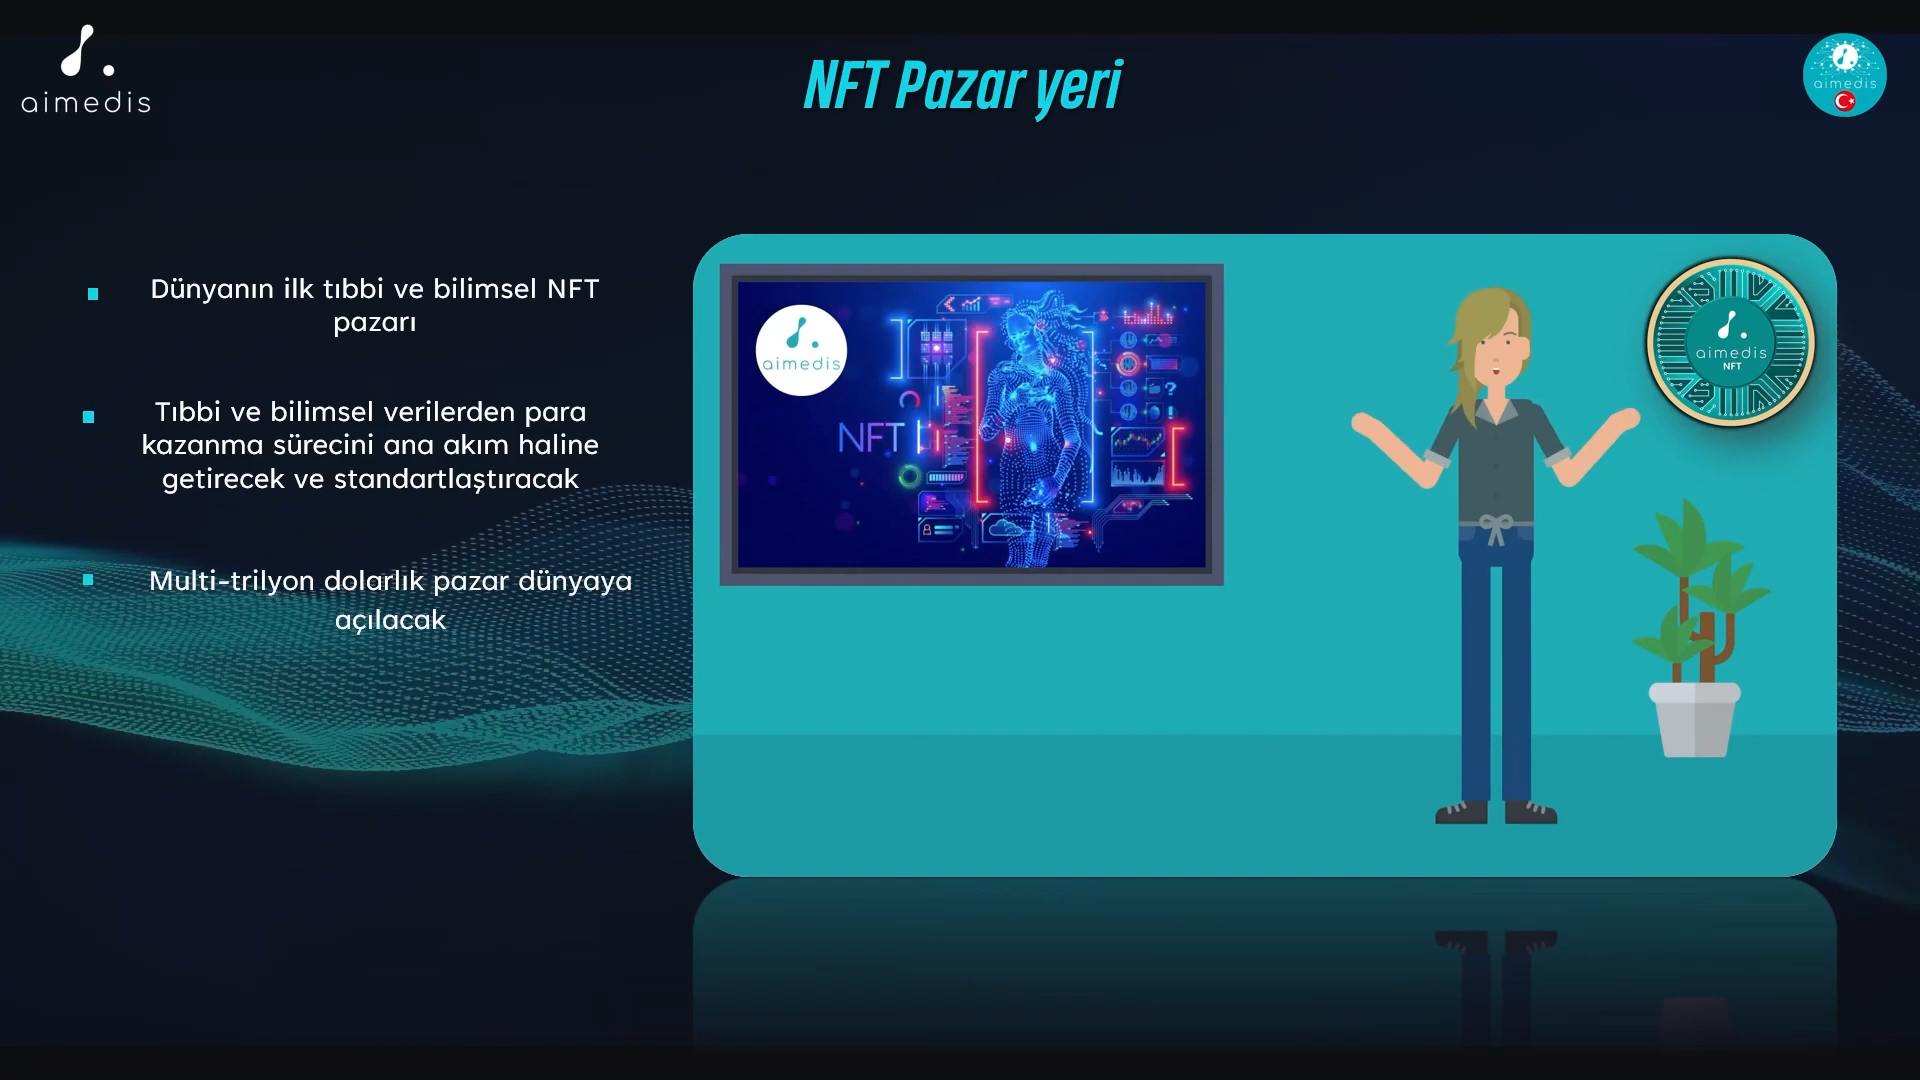 aimedis
NFT Pazar yeri
aimedis
Dünyanın ilk tıbbi ve bilimsel NFT
pazarı
Tıbbi ve bilimsel verilerden para
kazanma sürecini ana akım haline
getirecek ve standartlaştıracak
Multi-trilyon dolarlık pazar dünyaya
açılacak
aimedis
NFT
aimedis
NFT